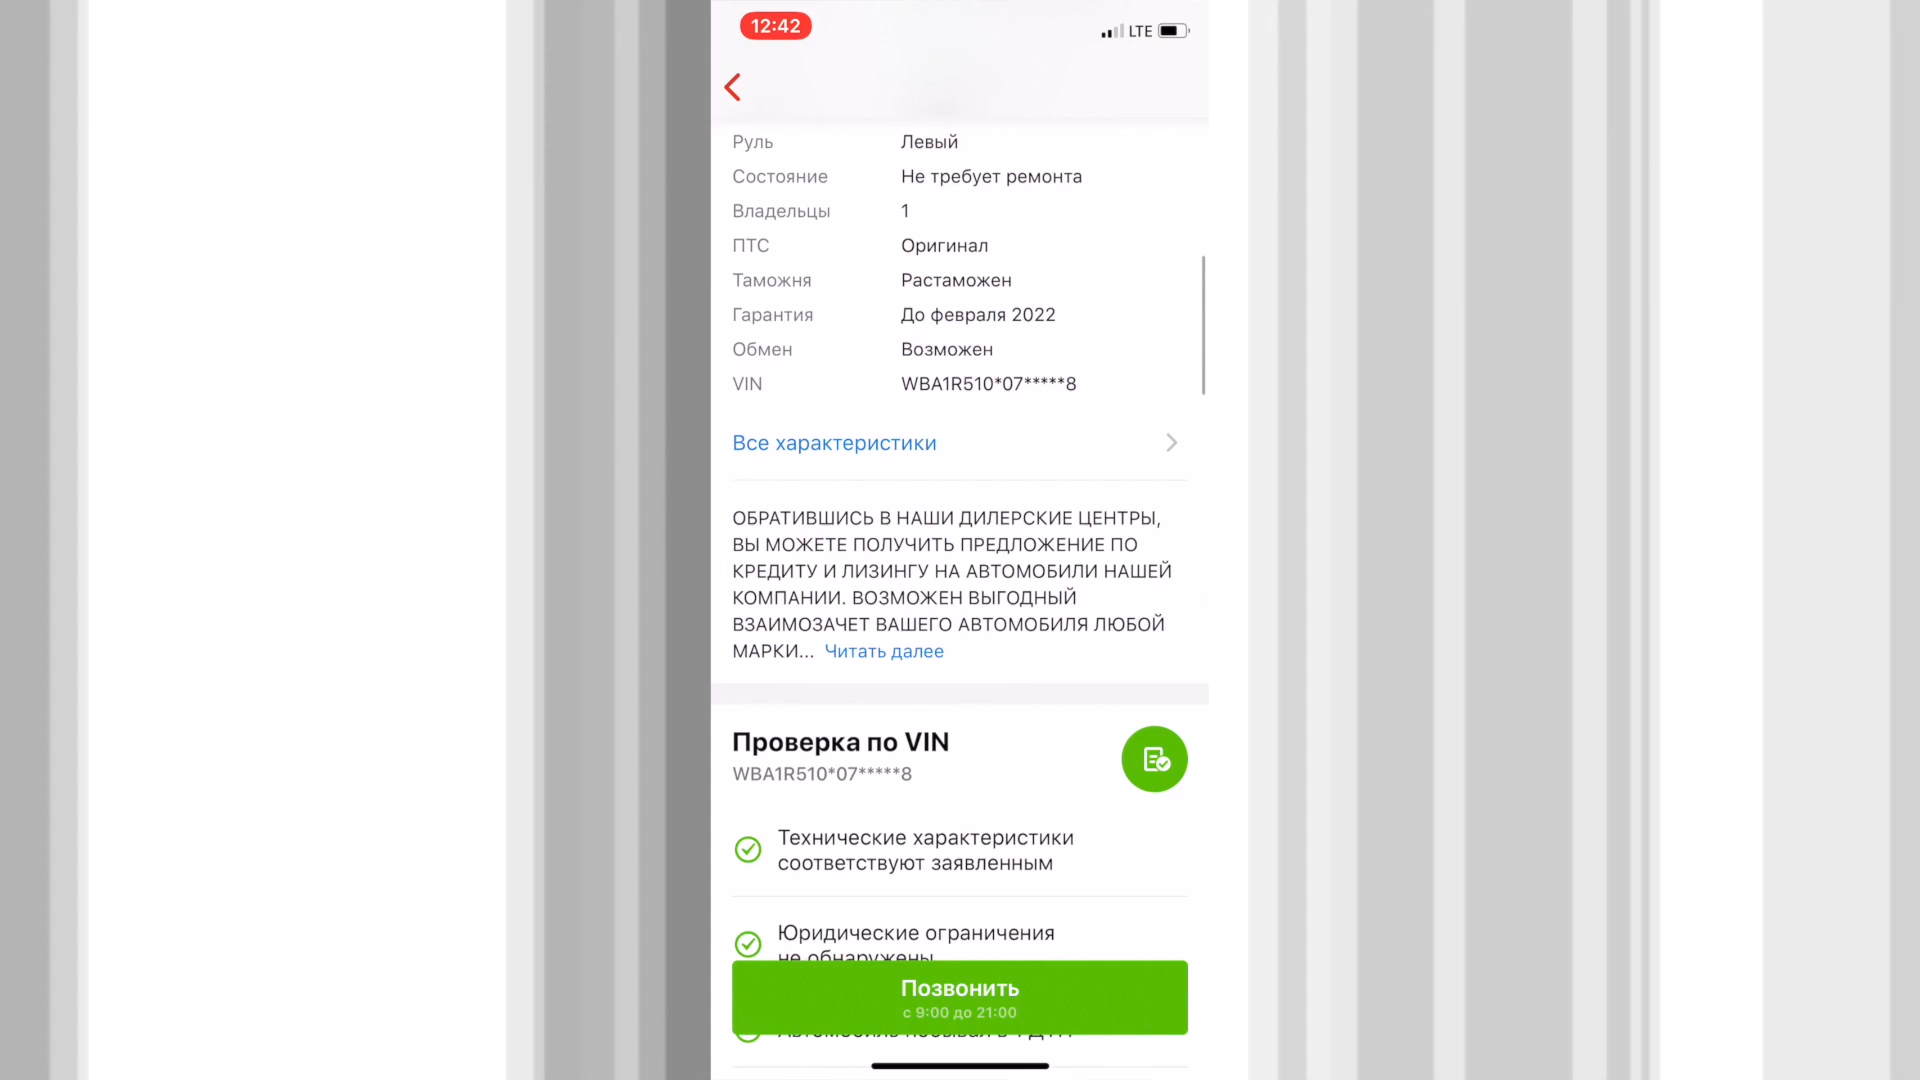 12:42
LTE
Руль Левый
Состояние Не требует ремонта
Владельцы 1
ПТС Оригинал
Таможня Растаможен
Гарантия До февраля 2022
Обмен Возможен
VIN WBA1R510*07*****8
Все характеристики
ОБРАТИВШИСЬ В НАШИ ДИЛЕРСКИЕ ЦЕНТРЫ,
ВЫ МОЖЕТЕ ПОЛУЧИТЬ ПРЕДЛОЖЕНИЕ ПО
КРЕДИТУ И ЛИЗИНГУ НА АВТОМОБИЛИ НАШЕЙ
КОМПАНИИ. ВОЗМОЖЕН ВЫГОДНЫЙ
ВЗАИМОЗАЧЕТ ВАШЕГО АВТОМОБИЛЯ ЛЮБОЙ
МАРКИ... Читать далее
Проверка по VIN
WBA1R510*07*****8
Технические характеристики
соответствуют заявленным
Юридические ограничения
не обнаружены
Позвонить
с 9:00 до 21:00